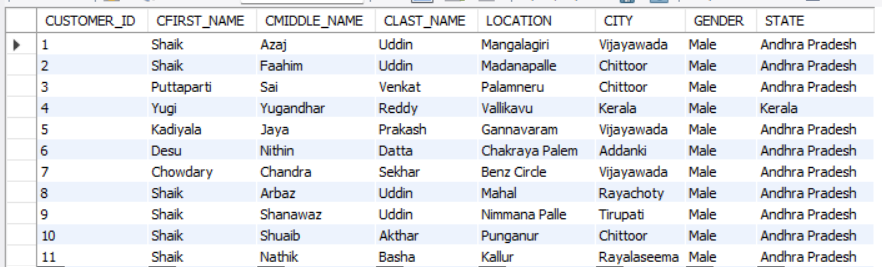 CUSTOMER_ID CFIRST_NAME CMIDDLE_NAME CLAST_NAME LOCATION CITY GENDER STATE
1 Shaik Azaj Uddin Mangalagiri Vijayawada Male Andhra Pradesh
2 Shaik Faahim Uddin Madanapalle Chittoor Male Andhra Pradesh
3 Puttaparti Sai Venkat Palamneru Chittoor Male Andhra Pradesh
4 Yugi Yugandhar Reddy Vallikavu Kerala Male Kerala
5 Kadiyala Jaya Prakash Gannavaram Vijayawada Male Andhra Pradesh
6 Desu Nithin Datta Chakraya Palem Addanki Male Andhra Pradesh
7 Chowdary Chandra Sekhar Benz Circle Vijayawada Male Andhra Pradesh
8 Shaik Arbaz Uddin Mahal Rayachoty Male Andhra Pradesh
9 Shaik Shanawaz Uddin Nimmana Palle Tirupati Male Andhra Pradesh
10 Shaik Shuaib Akthar Punganur Chittoor Male Andhra Pradesh
11 Shaik Nathik Basha Kallur Rayalaseema Male Andhra Pradesh